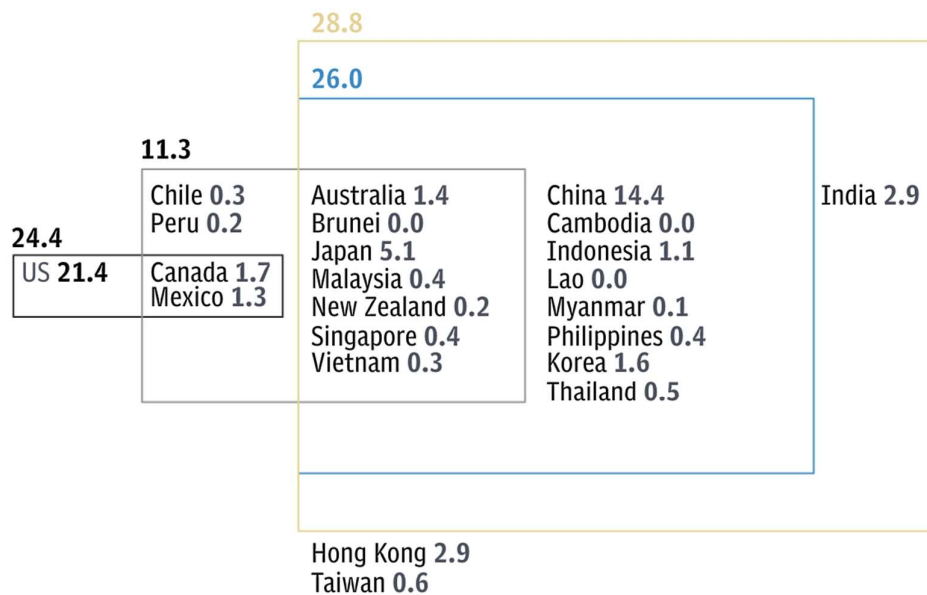 28.8
26.0
11.3
Chile 0.3
Peru 0.2
24.4
US 21.4
Canada 1.7
Mexico 1.3
Australia 1.4
Brunei 0.0
Japan 5.1
Malaysia 0.4
New Zealand 0.2
Singapore 0.4
Vietnam 0.3
China 14.4
Cambodia 0.0
Indonesia 1.1
Lao 0.0
Myanmar 0.1
Philippines 0.4
Korea 1.6
Thailand 0.5
India 2.9
Hong Kong 2.9
Taiwan 0.6